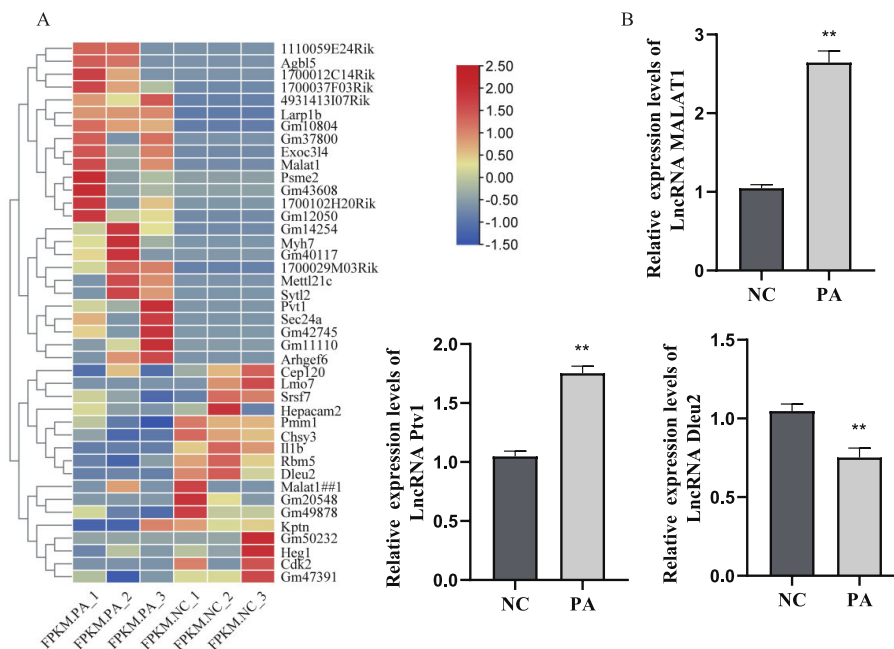 A
1110059E24Rik
Agbl5
1700012C14Rik
1700037F03Rik
4931413I07Rik
Larp1b
Gm10804
Gm37800
Exoc3l4
Malat1
Psme2
Gm43608
1700102H20Rik
Gm12050
Gm14254
Myh7
Gm40117
1700029M03Rik
Mettl21c
Sytl2
Pvt1
Sec24a
Gm42745
Gm11110
Arhgef6
Cep120
Lmo7
Srsf7
Hepacam2
Pmm1
Chsy3
Il1b
Rbm5
Dleu2
Malat1##1
Gm20548
Gm49878
Kptn
Gm50232
Heg1
Cdk2
Gm47391
FPKM.PA_1
FPKM.PA_2
FPKM.PA_3
FPKM.NC_1
FPKM.NC_2
FPKM.NC_3
2.50
2.00
1.50
1.00
0.50
0.00
-0.50
-1.00
-1.50
B
Relative expression levels of
LncRNA MALAT1
3
2
1
0
**
NC
PA
Relative expression levels of
LncRNA Ptv1
2.0
1.5
1.0
0.5
0.0
**
NC
PA
Relative expression levels of
LncRNA Dleu2
1.5
1.0
0.5
0.0
**
NC
PA